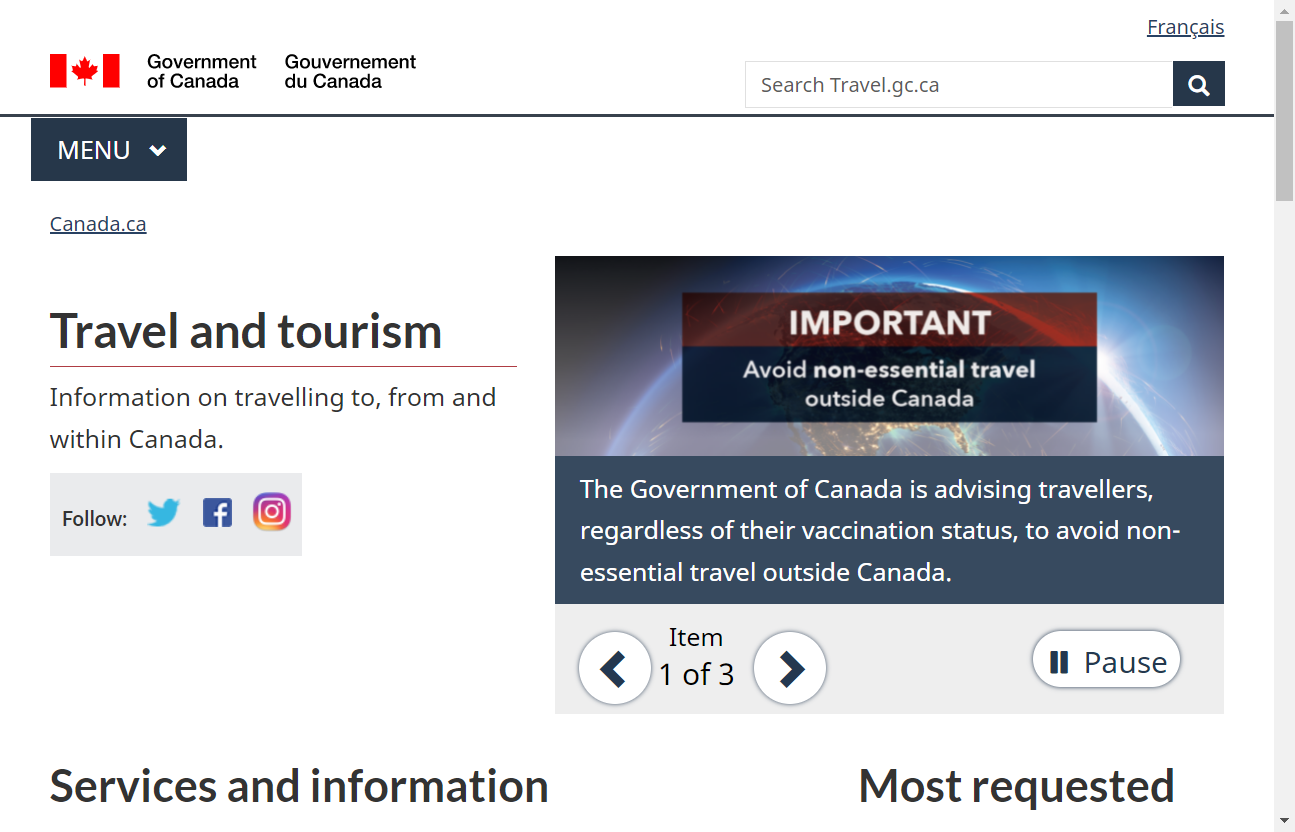 Français
Government of Canada
Gouvernement du Canada
Search Travel.gc.ca
MENU
Canada.ca
Travel and tourism
Information on travelling to, from and
within Canada.
Follow:
IMPORTANT
Avoid non-essential travel
outside Canada
The Government of Canada is advising travellers,
regardless of their vaccination status, to avoid non-
essential travel outside Canada.
Item
1 of 3
Pause
Services and information
Most requested